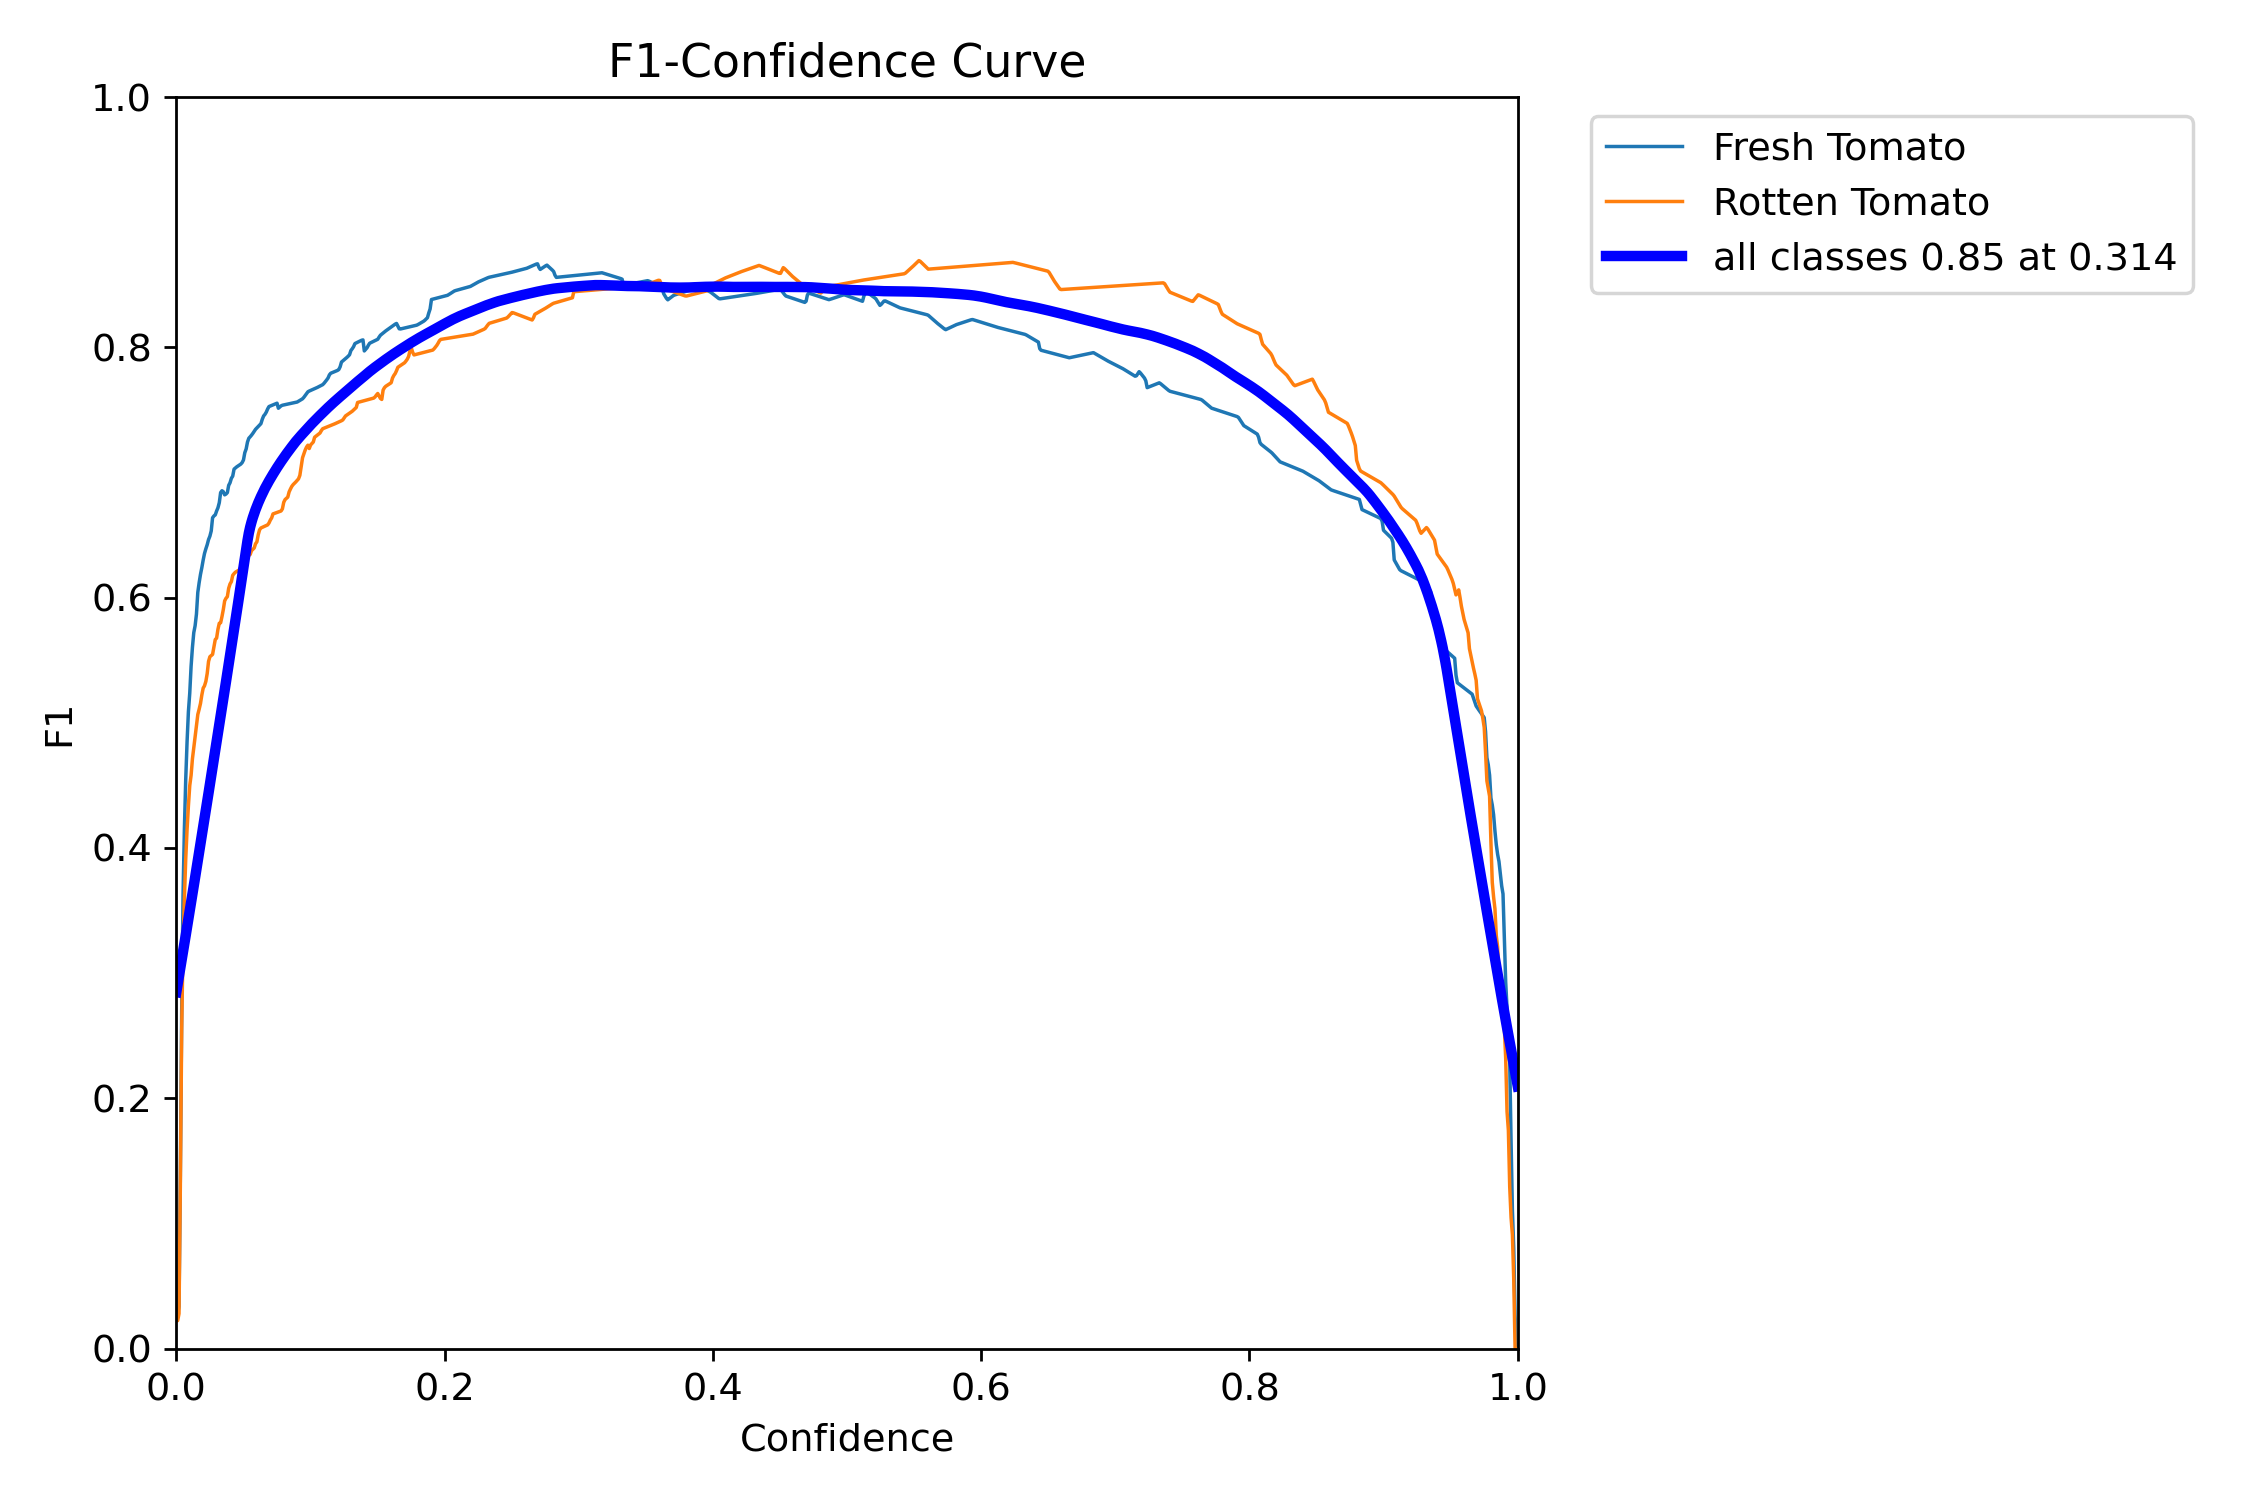 F1-Confidence Curve
1.0
0.8
0.6
0.4
0.2
0.0
F1
0.0 0.2 0.4 0.6 0.8 1.0
Confidence
Fresh Tomato
Rotten Tomato
all classes 0.85 at 0.314